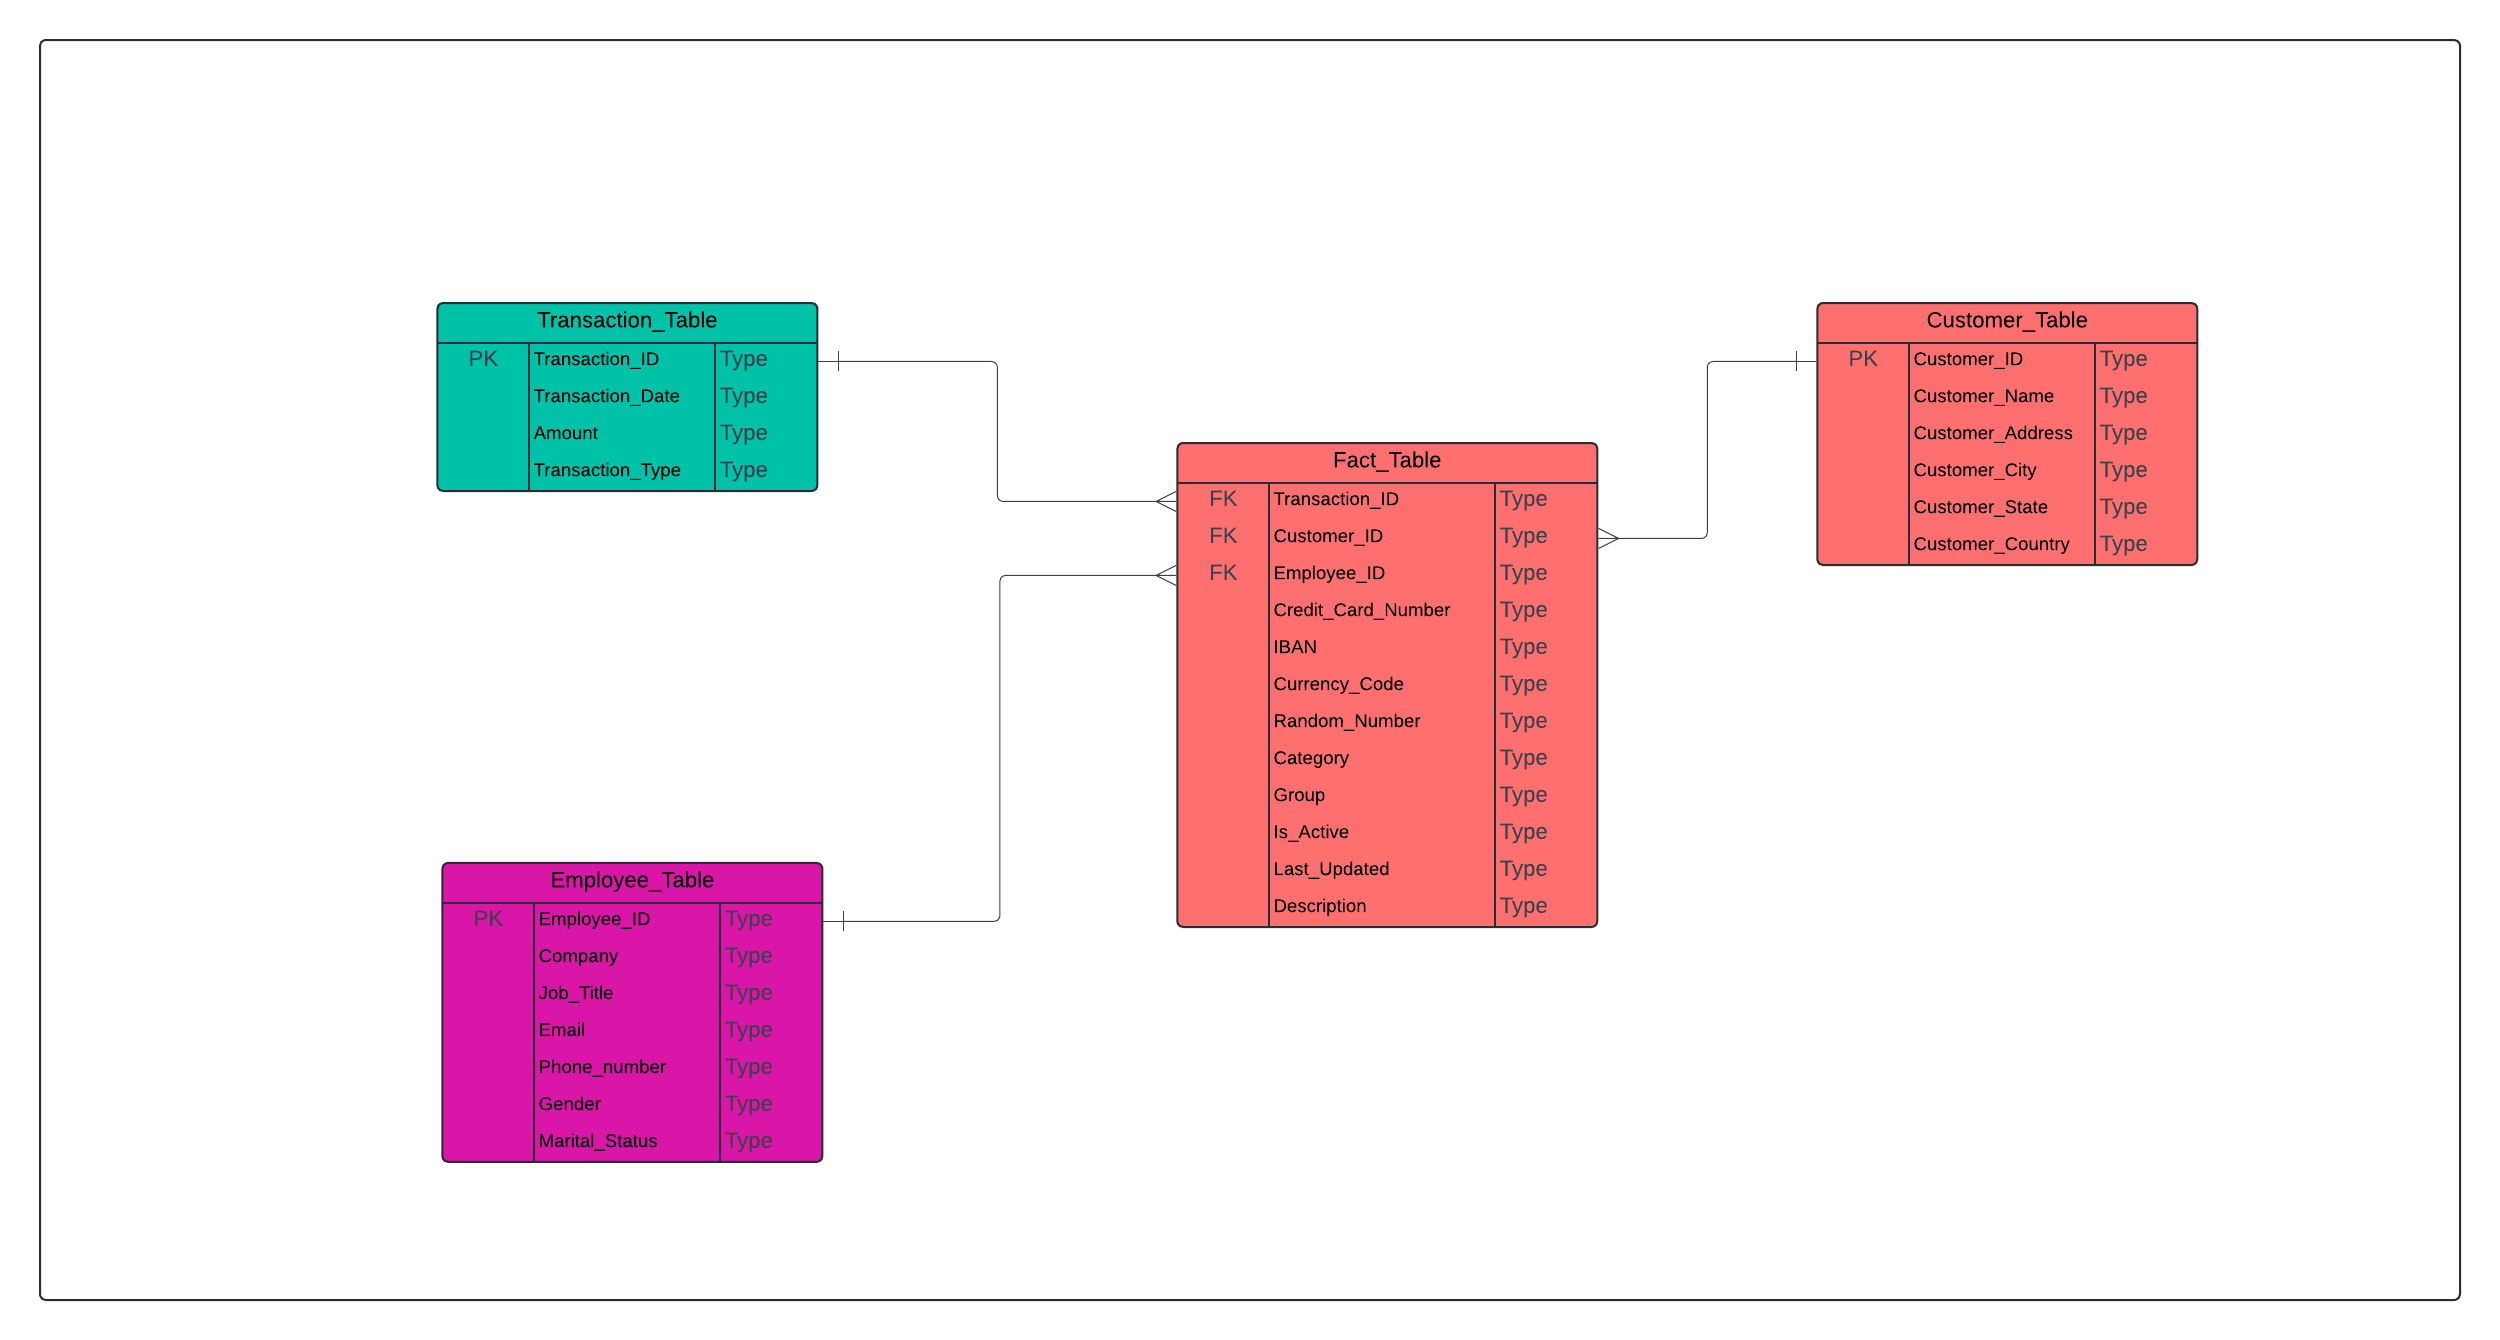 Transaction_Table
PK Transaction_ID Type
Transaction_Date Type
Amount Type
Transaction_Type Type
Customer_Table
PK Customer_ID Type
Customer_Name Type
Customer_Address Type
Customer_City Type
Customer_State Type
Customer_Country Type
Fact_Table
FK Transaction_ID Type
FK Customer_ID Type
FK Employee_ID Type
Credit_Card_Number Type
IBAN Type
Currency_Code Type
Random_Number Type
Category Type
Group Type
Is_Active Type
Last_Updated Type
Description Type
Employee_Table
PK Employee_ID Type
Company Type
Job_Title Type
Email Type
Phone_number Type
Gender Type
Marital_Status Type